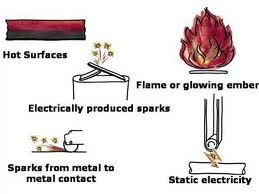 Hot Surfaces
Flame or glowing ember
Electrically produced sparks
Sparks from metal to
metal contact
Static electricity